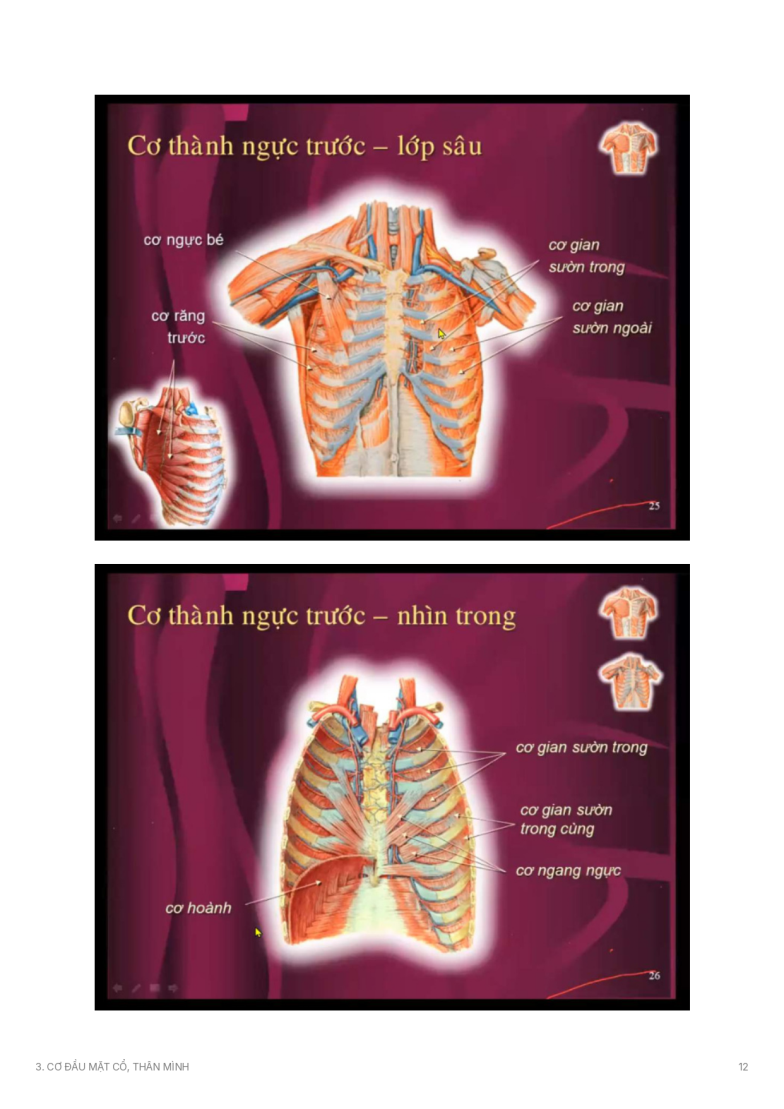 Cơ thành ngực trước – lớp sâu
cơ ngực bé
cơ gian
sườn trong
cơ gian
sườn ngoài
cơ răng
trước
25
Cơ thành ngực trước – nhìn trong
cơ gian sườn trong
cơ gian sườn
trong cùng
cơ ngang ngực
cơ hoành
26
3. CƠ ĐẦU MẶT CỔ, THÂN MÌNH
12